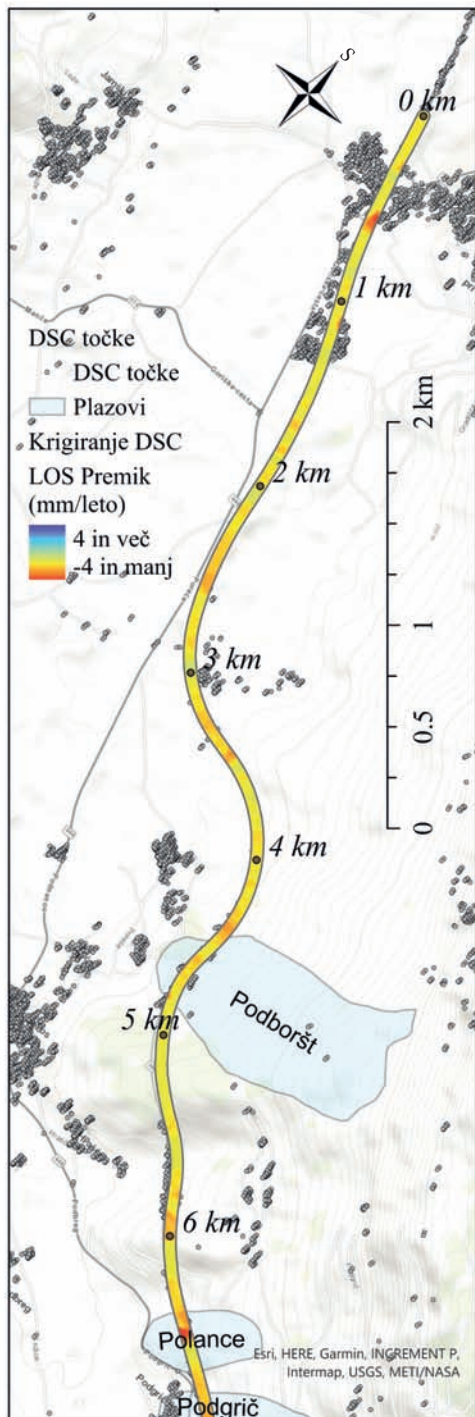 S
0 km
1 km
DSC točke
DSC točke
Plazovi
Krigiranje DSC
LOS Premik
(mm/leto)
4 in več
-4 in manj
2 km
2 km
1
0.5
0
3 km
4 km
Podboršt
5 km
6 km
Polance
Esri, HERE, Garmin, INCREMENT P,
Intermap, USGS, METI/NASA
Podgrič